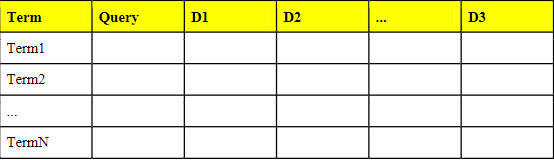 Term Query D1 D2 ... D3
Term1
Term2
...
TermN